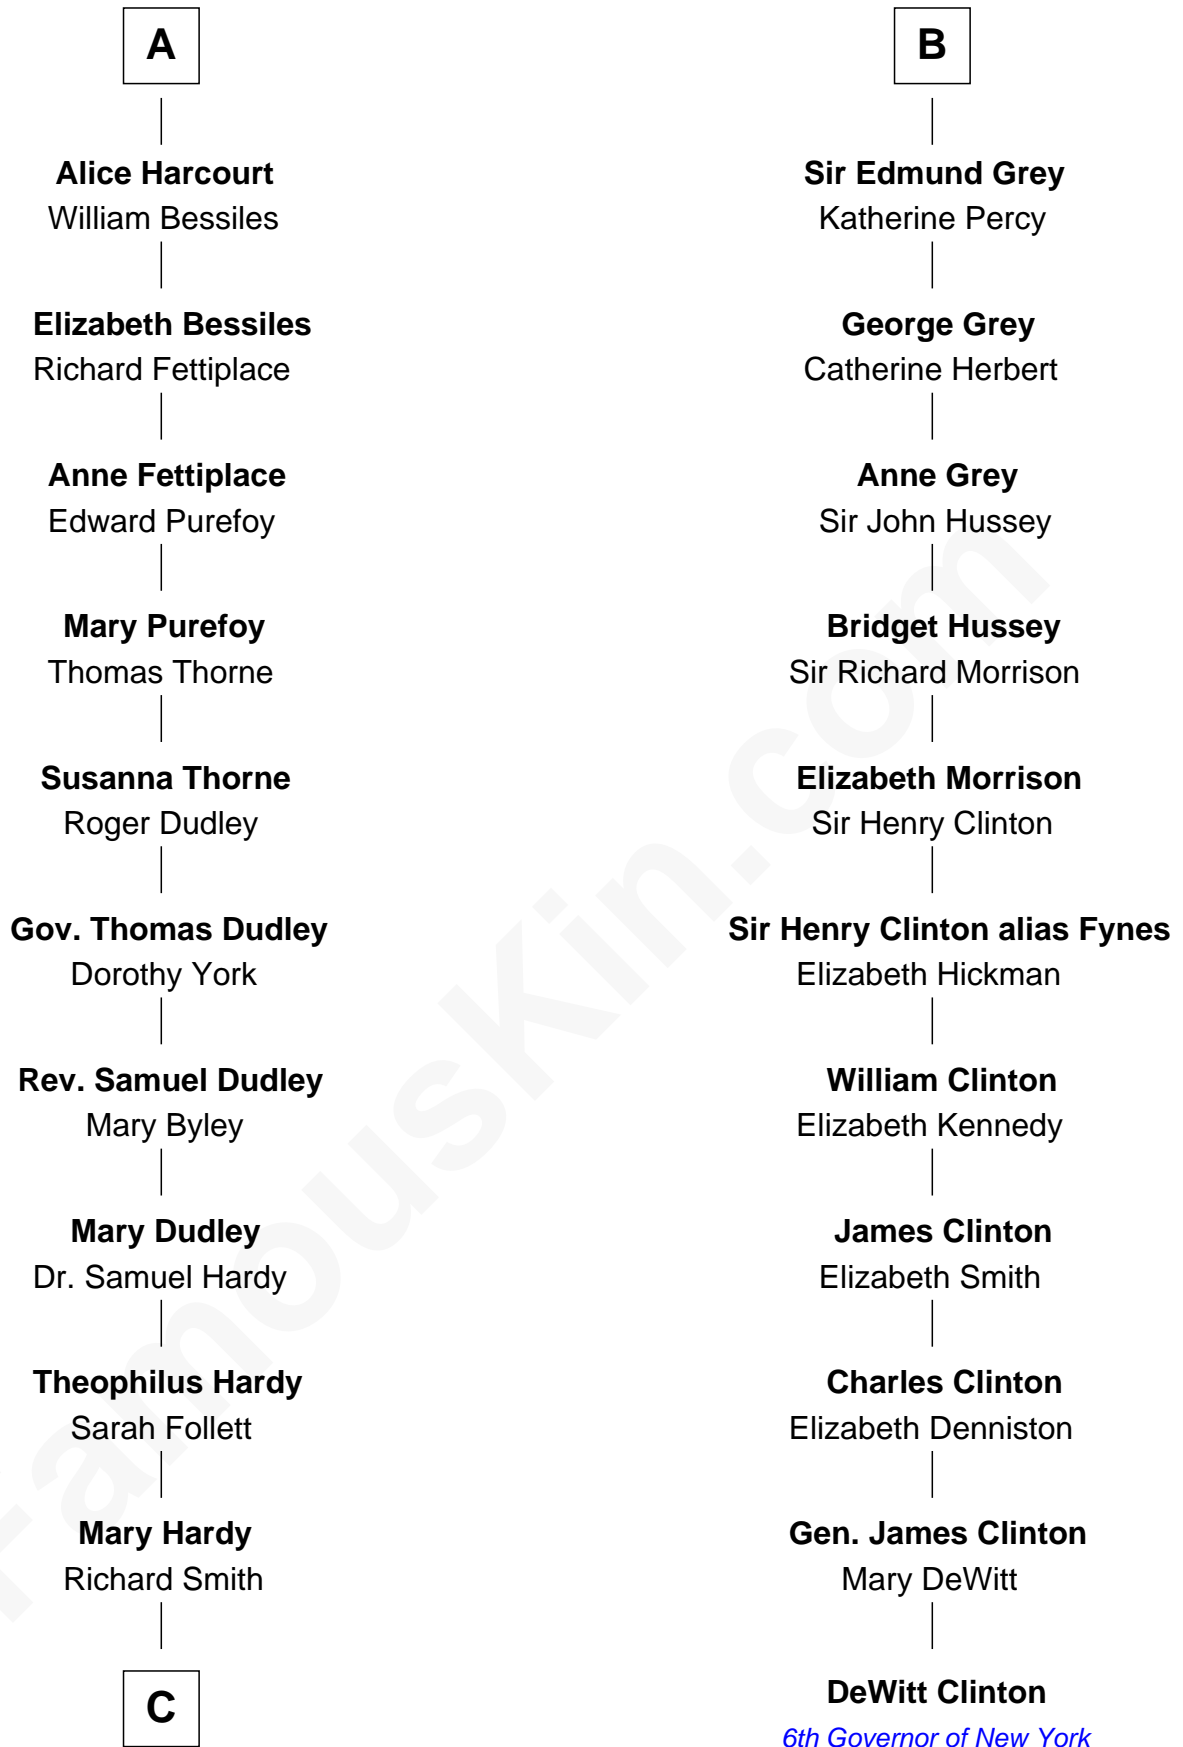 A
Alice Harcourt
William Bessiles
Elizabeth Bessiles
Richard Fettiplace
Anne Fettiplace
Edward Purefoy
Mary Purefoy
Thomas Thorne
Susanna Thorne
Roger Dudley
Gov. Thomas Dudley
Dorothy York
Rev. Samuel Dudley
Mary Byley
Mary Dudley
Dr. Samuel Hardy
Theophilus Hardy
Sarah Follett
Mary Hardy
Richard Smith
C
B
Sir Edmund Grey
Katherine Percy
George Grey
Catherine Herbert
Anne Grey
Sir John Hussey
Bridget Hussey
Sir Richard Morrison
Elizabeth Morrison
Sir Henry Clinton
Sir Henry Clinton alias Fynes
Elizabeth Hickman
William Clinton
Elizabeth Kennedy
James Clinton
Elizabeth Smith
Charles Clinton
Elizabeth Denniston
Gen. James Clinton
Mary DeWitt
DeWitt Clinton
6th Governor of New York
FamousKin.com